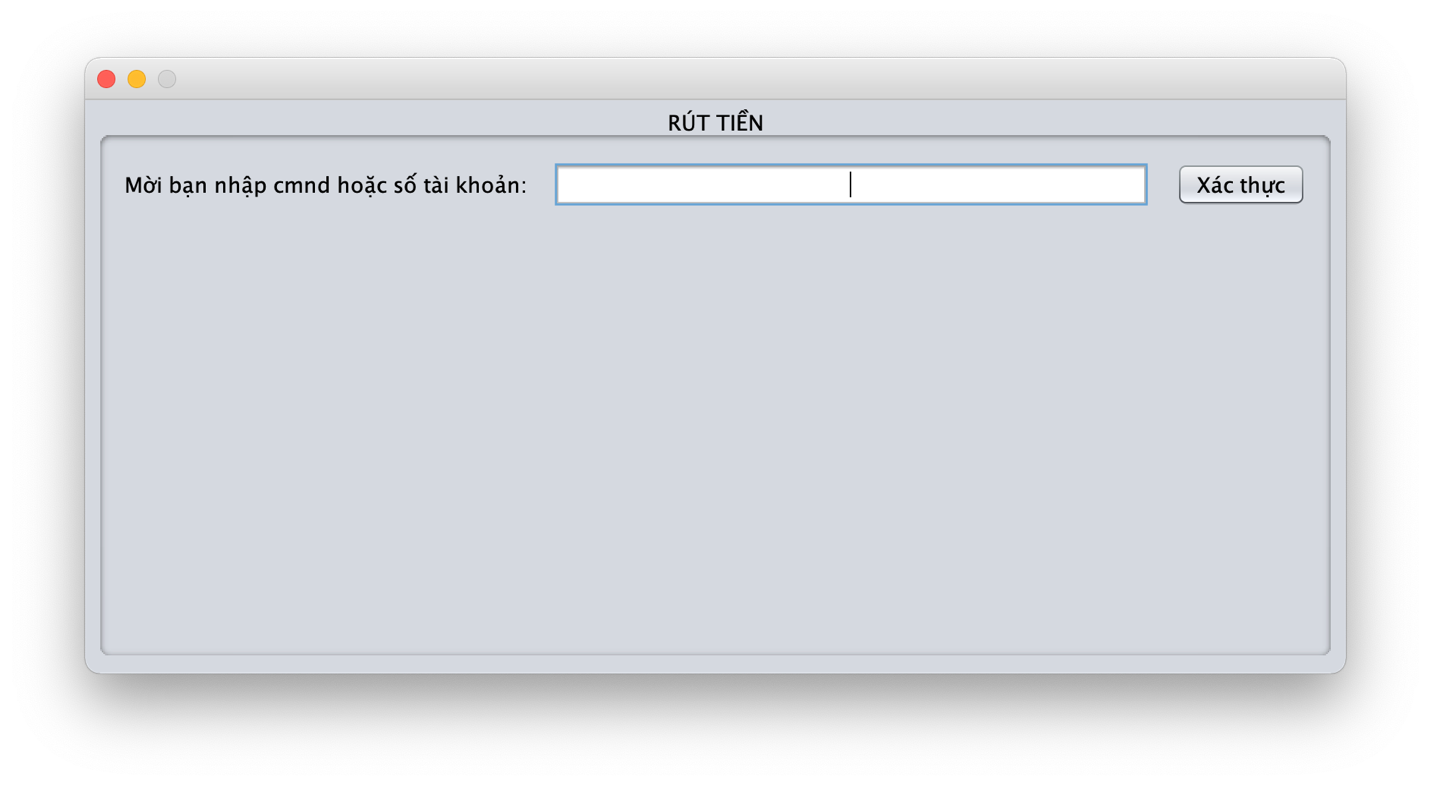 RÚT TIỀN
Mời bạn nhập cmnd hoặc số tài khoản: Xác thực